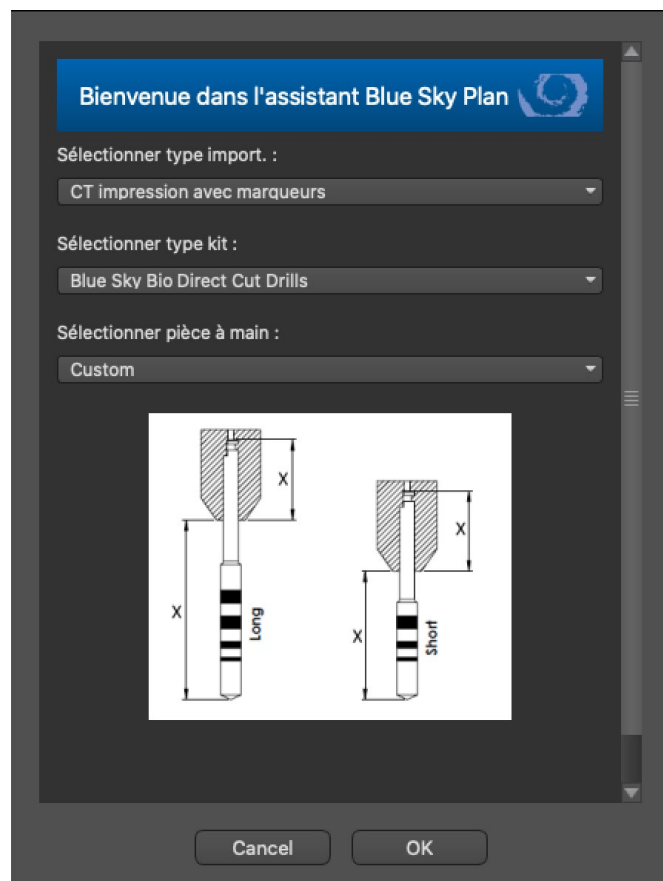 Bienvenue dans l'assistant Blue Sky Plan
Sélectionner type import. :
CT impression avec marqueurs
Sélectionner type kit :
Blue Sky Bio Direct Cut Drills
Sélectionner pièce à main :
Custom
X
X
Long
X
X
Short
Cancel
OK